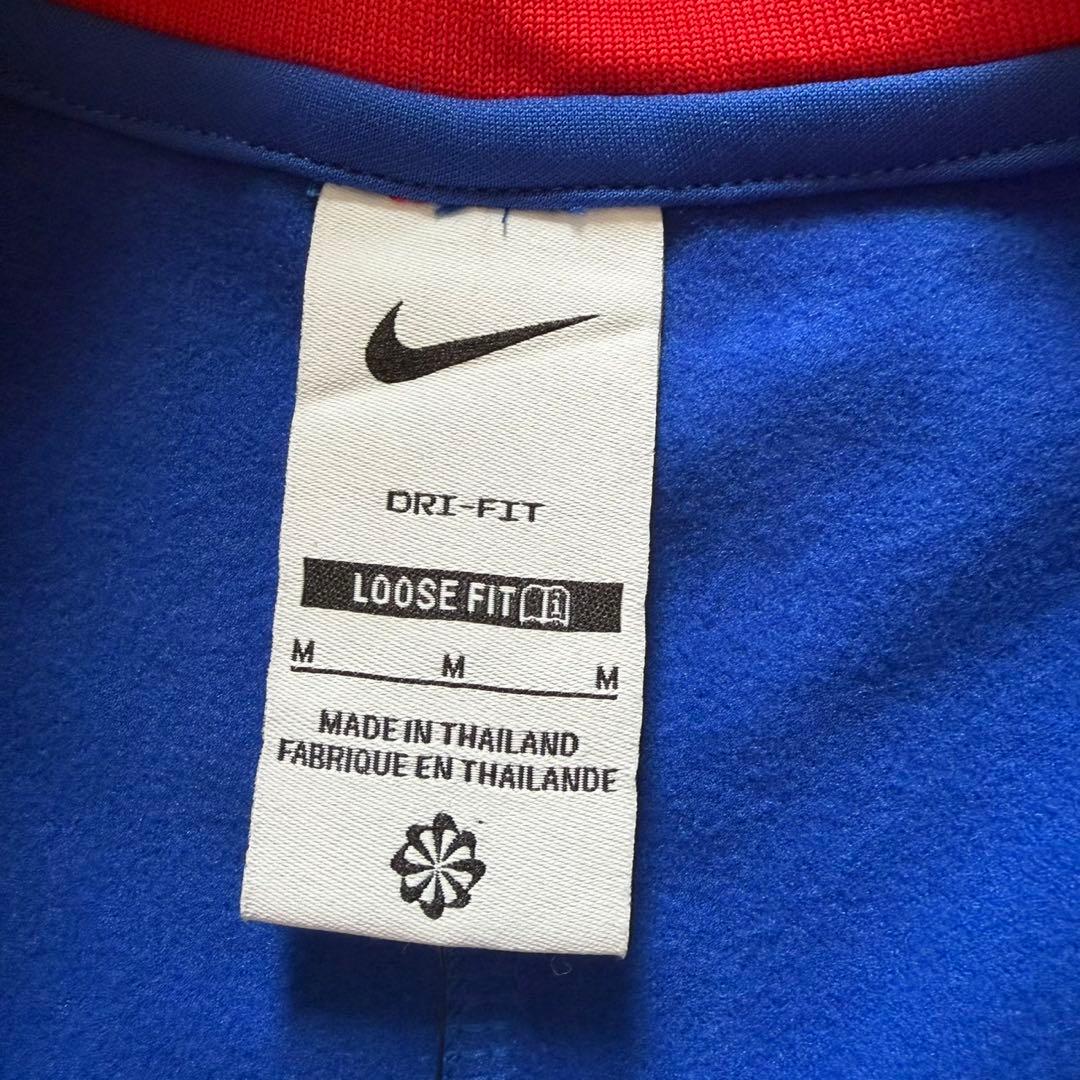 DRI-FIT
LOOSE FIT
M M M
MADE IN THAILAND
FABRIQUE EN THAILANDE